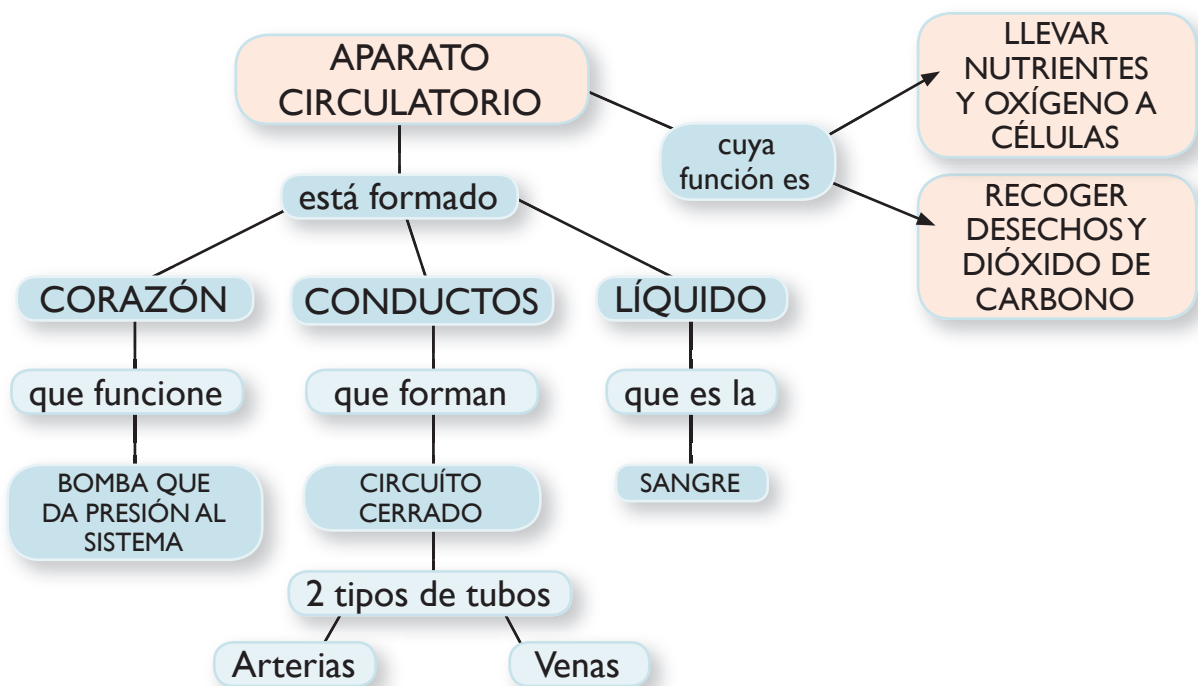 APARATO
CIRCULATORIO
LLEVAR
NUTRIENTES
Y OXÍGENO A
CÉLULAS
cuya
función es
RECOGER
DESECHOS Y
DIÓXIDO DE
CARBONO
está formado
CORAZÓN
CONDUCTOS
LÍQUIDO
que funcione
que forman
que es la
BOMBA QUE
DA PRESIÓN AL
SISTEMA
CIRCUÍTO
CERRADO
SANGRE
2 tipos de tubos
Arterias
Venas